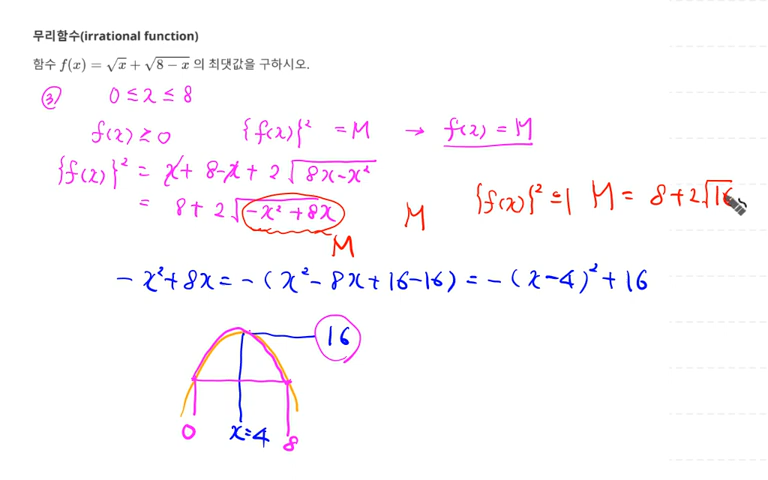 무리함수(irrational function)
함수 f(x) = √x + √(8 − x) 의 최댓값을 구하시오.
③ 0 ≤ x ≤ 8
f(x) ≥ 0 {f(x)}² = M → f(x) = M
{f(x)}² = x + 8 - x + 2√(8x-x²)
= 8 + 2√(-x²+8x) M {f(x)}² 의 M = 8 + 2√16
M
-x²+8x = -(x²-8x+16-16) = -(x-4)²+16
16
0 x=4 8